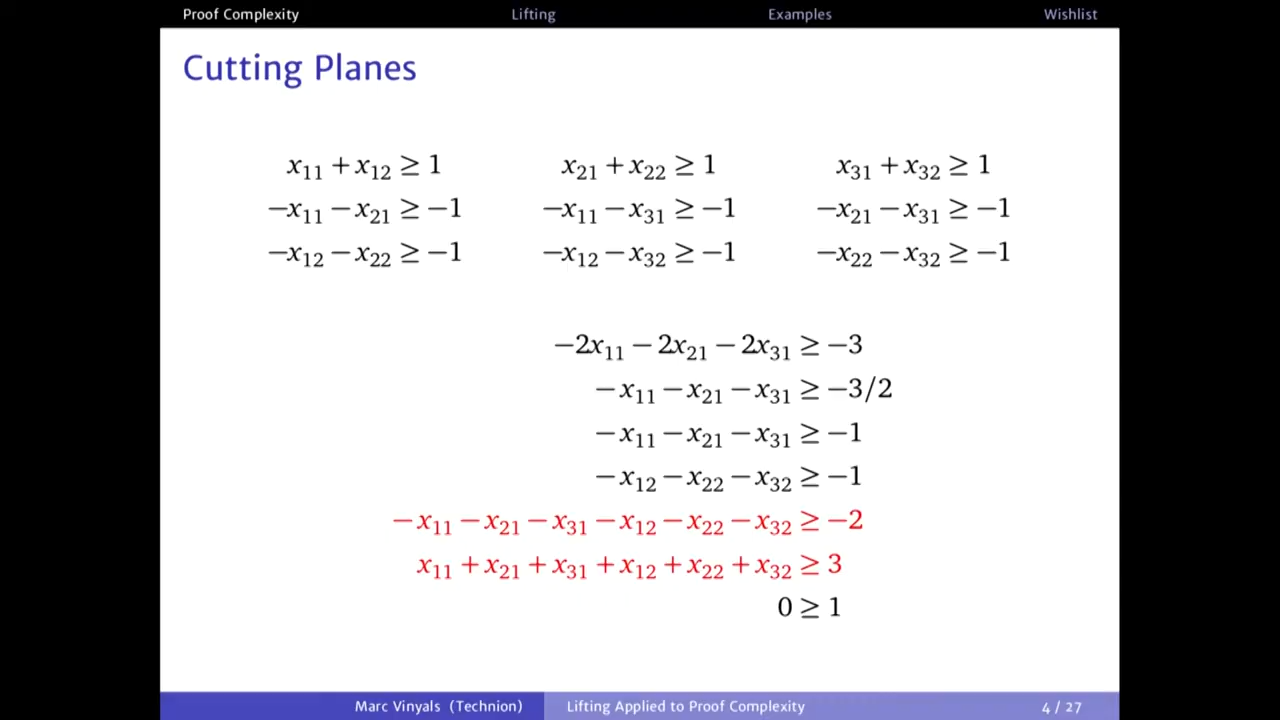 Proof Complexity Lifting Examples Wishlist
Cutting Planes
x₁₁ + x₁₂ ≥ 1 x₂₁ + x₂₂ ≥ 1 x₃₁ + x₃₂ ≥ 1
−x₁₁ − x₂₁ ≥ −1 −x₁₁ − x₃₁ ≥ −1 −x₂₁ − x₃₁ ≥ −1
−x₁₂ − x₂₂ ≥ −1 −x₁₂ − x₃₂ ≥ −1 −x₂₂ − x₃₂ ≥ −1
−2x₁₁ − 2x₂₁ − 2x₃₁ ≥ −3
−x₁₁ − x₂₁ − x₃₁ ≥ −3/2
−x₁₁ − x₂₁ − x₃₁ ≥ −1
−x₁₂ − x₂₂ − x₃₂ ≥ −1
−x₁₁ − x₂₁ − x₃₁ − x₁₂ − x₂₂ − x₃₂ ≥ −2
x₁₁ + x₂₁ + x₃₁ + x₁₂ + x₂₂ + x₃₂ ≥ 3
0 ≥ 1
Marc Vinyals (Technion) Lifting Applied to Proof Complexity 4 / 27